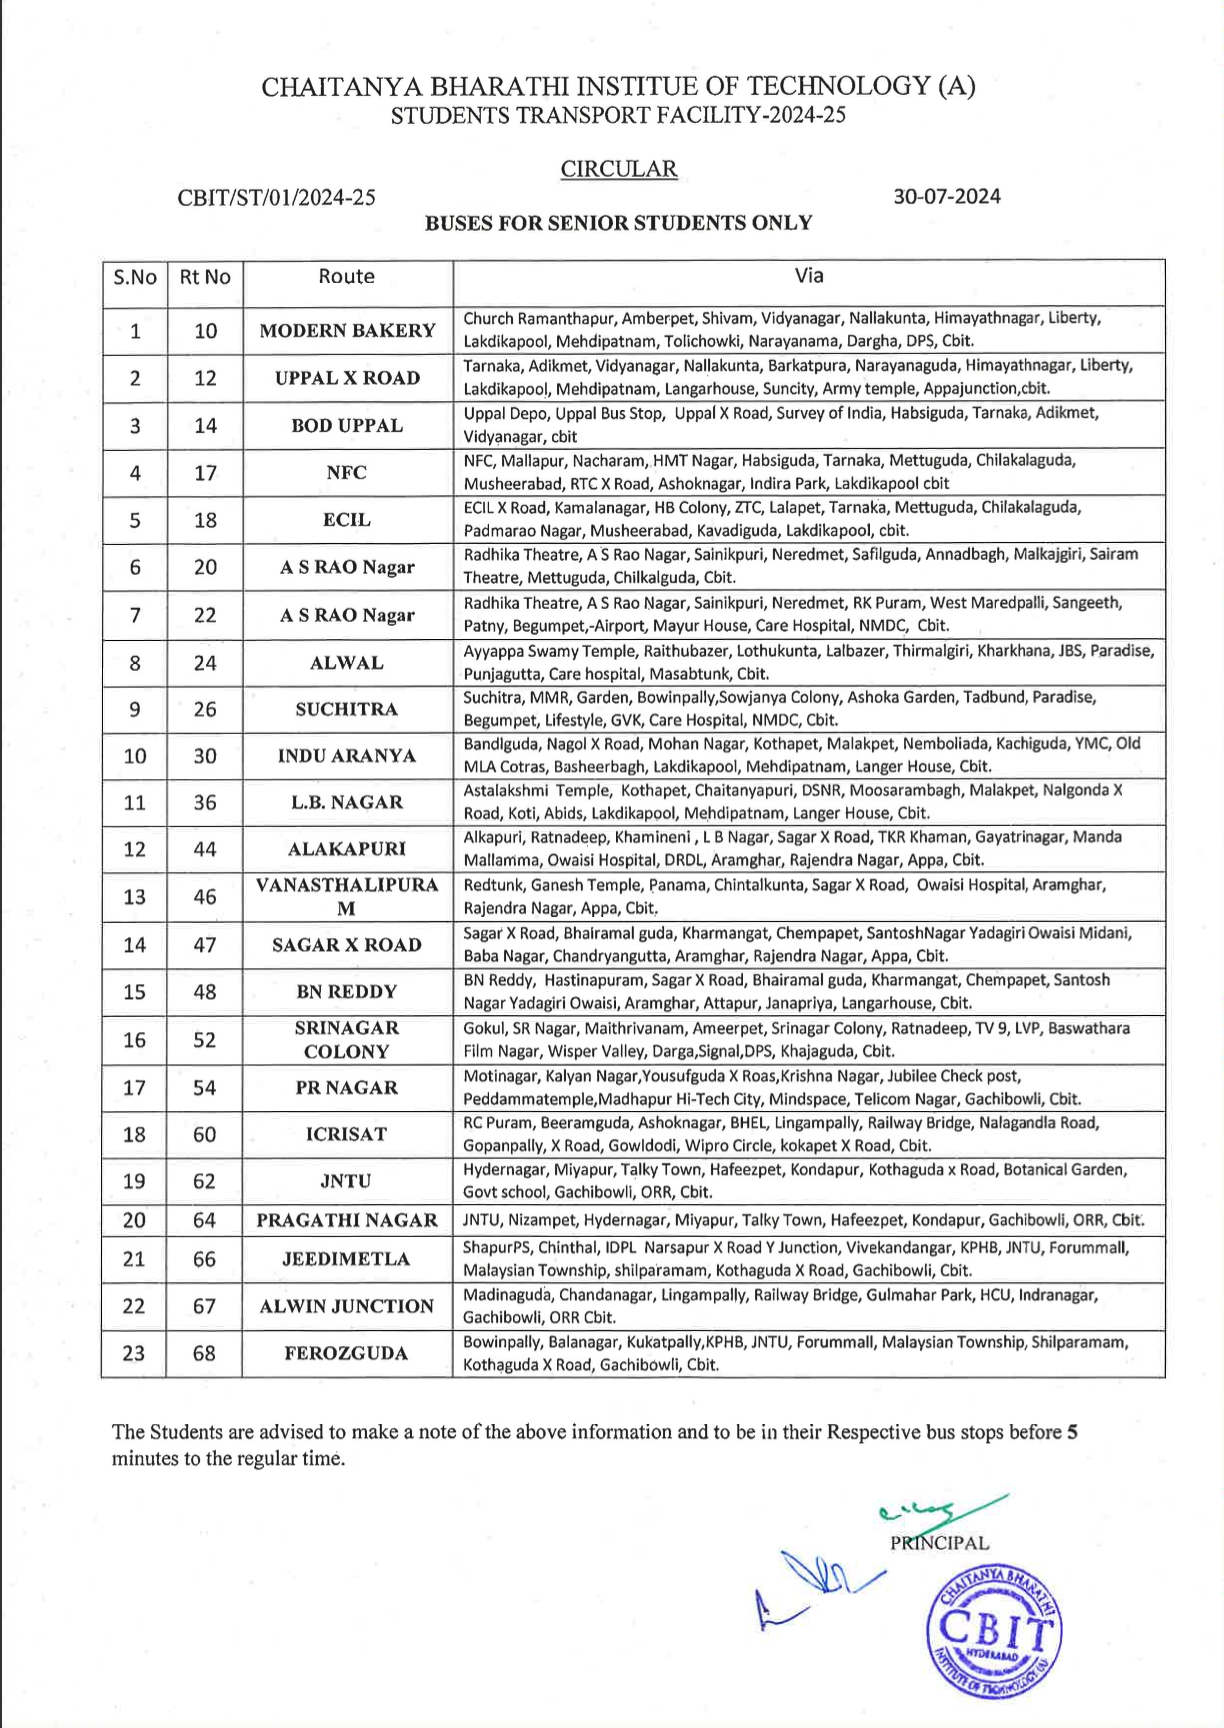 CHAITANYA BHARATHI INSTITUE OF TECHNOLOGY (A)
STUDENTS TRANSPORT FACILITY-2024-25
CIRCULAR
CBIT/ST/01/2024-25 30-07-2024
BUSES FOR SENIOR STUDENTS ONLY
S.No Rt No Route Via
1 10 MODERN BAKERY Church Ramanthapur, Amberpet, Shivam, Vidyanagar, Nallakunta, Himayathnagar, Liberty,
Lakdikapool, Mehdipatnam, Tolichowki, Narayanama, Dargha, DPS, Cbit.
2 12 UPPAL X ROAD Tarnaka, Adikmet, Vidyanagar, Nallakunta, Barkatpura, Narayanaguda, Himayathnagar, Liberty,
Lakdikapool, Mehdipatnam, Langarhouse, Suncity, Army temple, Appajunction,cbit.
3 14 BOD UPPAL Uppal Depo, Uppal Bus Stop, Uppal X Road, Survey of India, Habsiguda, Tarnaka, Adikmet,
Vidyanagar, cbit
4 17 NFC NFC, Mallapur, Nacharam, HMT Nagar, Habsiguda, Tarnaka, Mettuguda, Chilakalaguda,
Musheerabad, RTC X Road, Ashoknagar, Indira Park, Lakdikapool cbit
5 18 ECIL ECIL X Road, Kamalanagar, HB Colony, ZTC, Lalapet, Tarnaka, Mettuguda, Chilakalaguda,
Padmarao Nagar, Musheerabad, Kavadiguda, Lakdikapool, cbit.
6 20 A S RAO Nagar Radhika Theatre, A S Rao Nagar, Sainikpuri, Neredmet, Safilguda, Annadbagh, Malkajgiri, Sairam
Theatre, Mettuguda, Chilkalguda, Cbit.
7 22 A S RAO Nagar Radhika Theatre, A S Rao Nagar, Sainikpuri, Neredmet, RK Puram, West Maredpalli, Sangeeth,
Patny, Begumpet,-Airport, Mayur House, Care Hospital, NMDC, Cbit.
8 24 ALWAL Ayyappa Swamy Temple, Raithubazer, Lothukunta, Lalbazer, Thirmalgiri, Kharkhana, JBS, Paradise,
Punjagutta, Care hospital, Masabtunk, Cbit.
9 26 SUCHITRA Suchitra, MMR, Garden, Bowinpally,Sowjanya Colony, Ashoka Garden, Tadbund, Paradise,
Begumpet, Lifestyle, GVK, Care Hospital, NMDC, Cbit.
10 30 INDU ARANYA Bandlguda, Nagol X Road, Mohan Nagar, Kothapet, Malakpet, Nemboliada, Kachiguda, YMC, Old
MLA Cotras, Basheerbagh, Lakdikapool, Mehdipatnam, Langer House, Cbit.
11 36 L.B. NAGAR Astalakshmi Temple, Kothapet, Chaitanyapuri, DSNR, Moosarambagh, Malakpet, Nalgonda X
Road, Koti, Abids, Lakdikapool, Mehdipatnam, Langer House, Cbit.
12 44 ALAKAPURI Alkapuri, Ratnadeep, Khamineni , L B Nagar, Sagar X Road, TKR Khaman, Gayatrinagar, Manda
Mallamma, Owaisi Hospital, DRDL, Aramghar, Rajendra Nagar, Appa, Cbit.
13 46 VANASTHALIPURA
M Redtunk, Ganesh Temple, Panama, Chintalkunta, Sagar X Road, Owaisi Hospital, Aramghar,
Rajendra Nagar, Appa, Cbit.
14 47 SAGAR X ROAD Sagar X Road, Bhairamal guda, Kharmangat, Chempapet, SantoshNagar Yadagiri Owaisi Midani,
Baba Nagar, Chandryangutta, Aramghar, Rajendra Nagar, Appa, Cbit.
15 48 BN REDDY BN Reddy, Hastinapuram, Sagar X Road, Bhairamal guda, Kharmangat, Chempapet, Santosh
Nagar Yadagiri Owaisi, Aramghar, Attapur, Janapriya, Langarhouse, Cbit.
16 52 SRINAGAR
COLONY Gokul, SR Nagar, Maithrivanam, Ameerpet, Srinagar Colony, Ratnadeep, TV 9, LVP, Baswathara
Film Nagar, Wisper Valley, Darga,Signal,DPS, Khajaguda, Cbit.
17 54 PR NAGAR Motinagar, Kalyan Nagar,Yousufguda X Roas,Krishna Nagar, Jubilee Check post,
Peddammatemple,Madhapur Hi-Tech City, Mindspace, Telicom Nagar, Gachibowli, Cbit.
18 60 ICRISAT RC Puram, Beeramguda, Ashoknagar, BHEL, Lingampally, Railway Bridge, Nalagandla Road,
Gopanpally, X Road, Gowldodi, Wipro Circle, kokapet X Road, Cbit.
19 62 JNTU Hydernagar, Miyapur, Talky Town, Hafeezpet, Kondapur, Kothaguda x Road, Botanical Garden,
Govt school, Gachibowli, ORR, Cbit.
20 64 PRAGATHI NAGAR JNTU, Nizampet, Hydernagar, Miyapur, Talky Town, Hafeezpet, Kondapur, Gachibowli, ORR, Cbit.
21 66 JEEDIMETLA ShapurPS, Chinthal, IDPL Narsapur X Road Y Junction, Vivekandangar, KPHB, JNTU, Forummall,
Malaysian Township, shilparamam, Kothaguda X Road, Gachibowli, Cbit.
22 67 ALWIN JUNCTION Madinaguda, Chandanagar, Lingampally, Railway Bridge, Gulmahar Park, HCU, Indranagar,
Gachibowli, ORR Cbit.
23 68 FEROZGUDA Bowinpally, Balanagar, Kukatpally,KPHB, JNTU, Forummall, Malaysian Township, Shilparamam,
Kothaguda X Road, Gachibowli, Cbit.
The Students are advised to make a note of the above information and to be in their Respective bus stops before 5
minutes to the regular time.
PRINCIPAL
CHAITANYA BHARATHI
CBIT
HYDERABAD
INSTITUTE OF TECHNOLOGY (A)